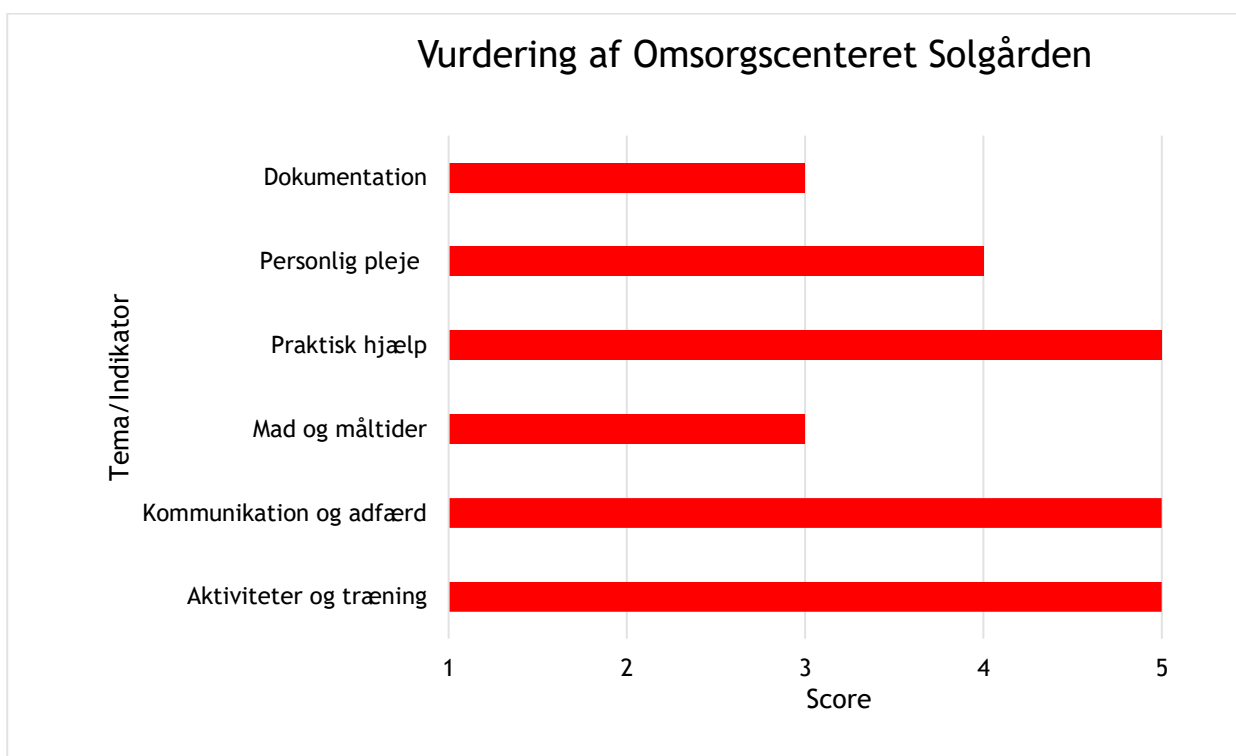 Vurdering af Omsorgscenteret Solgården
Tema/Indikator
Dokumentation
Personlig pleje
Praktisk hjælp
Mad og måltider
Kommunikation og adfærd
Aktiviteter og træning
1 2 3 4 5
Score